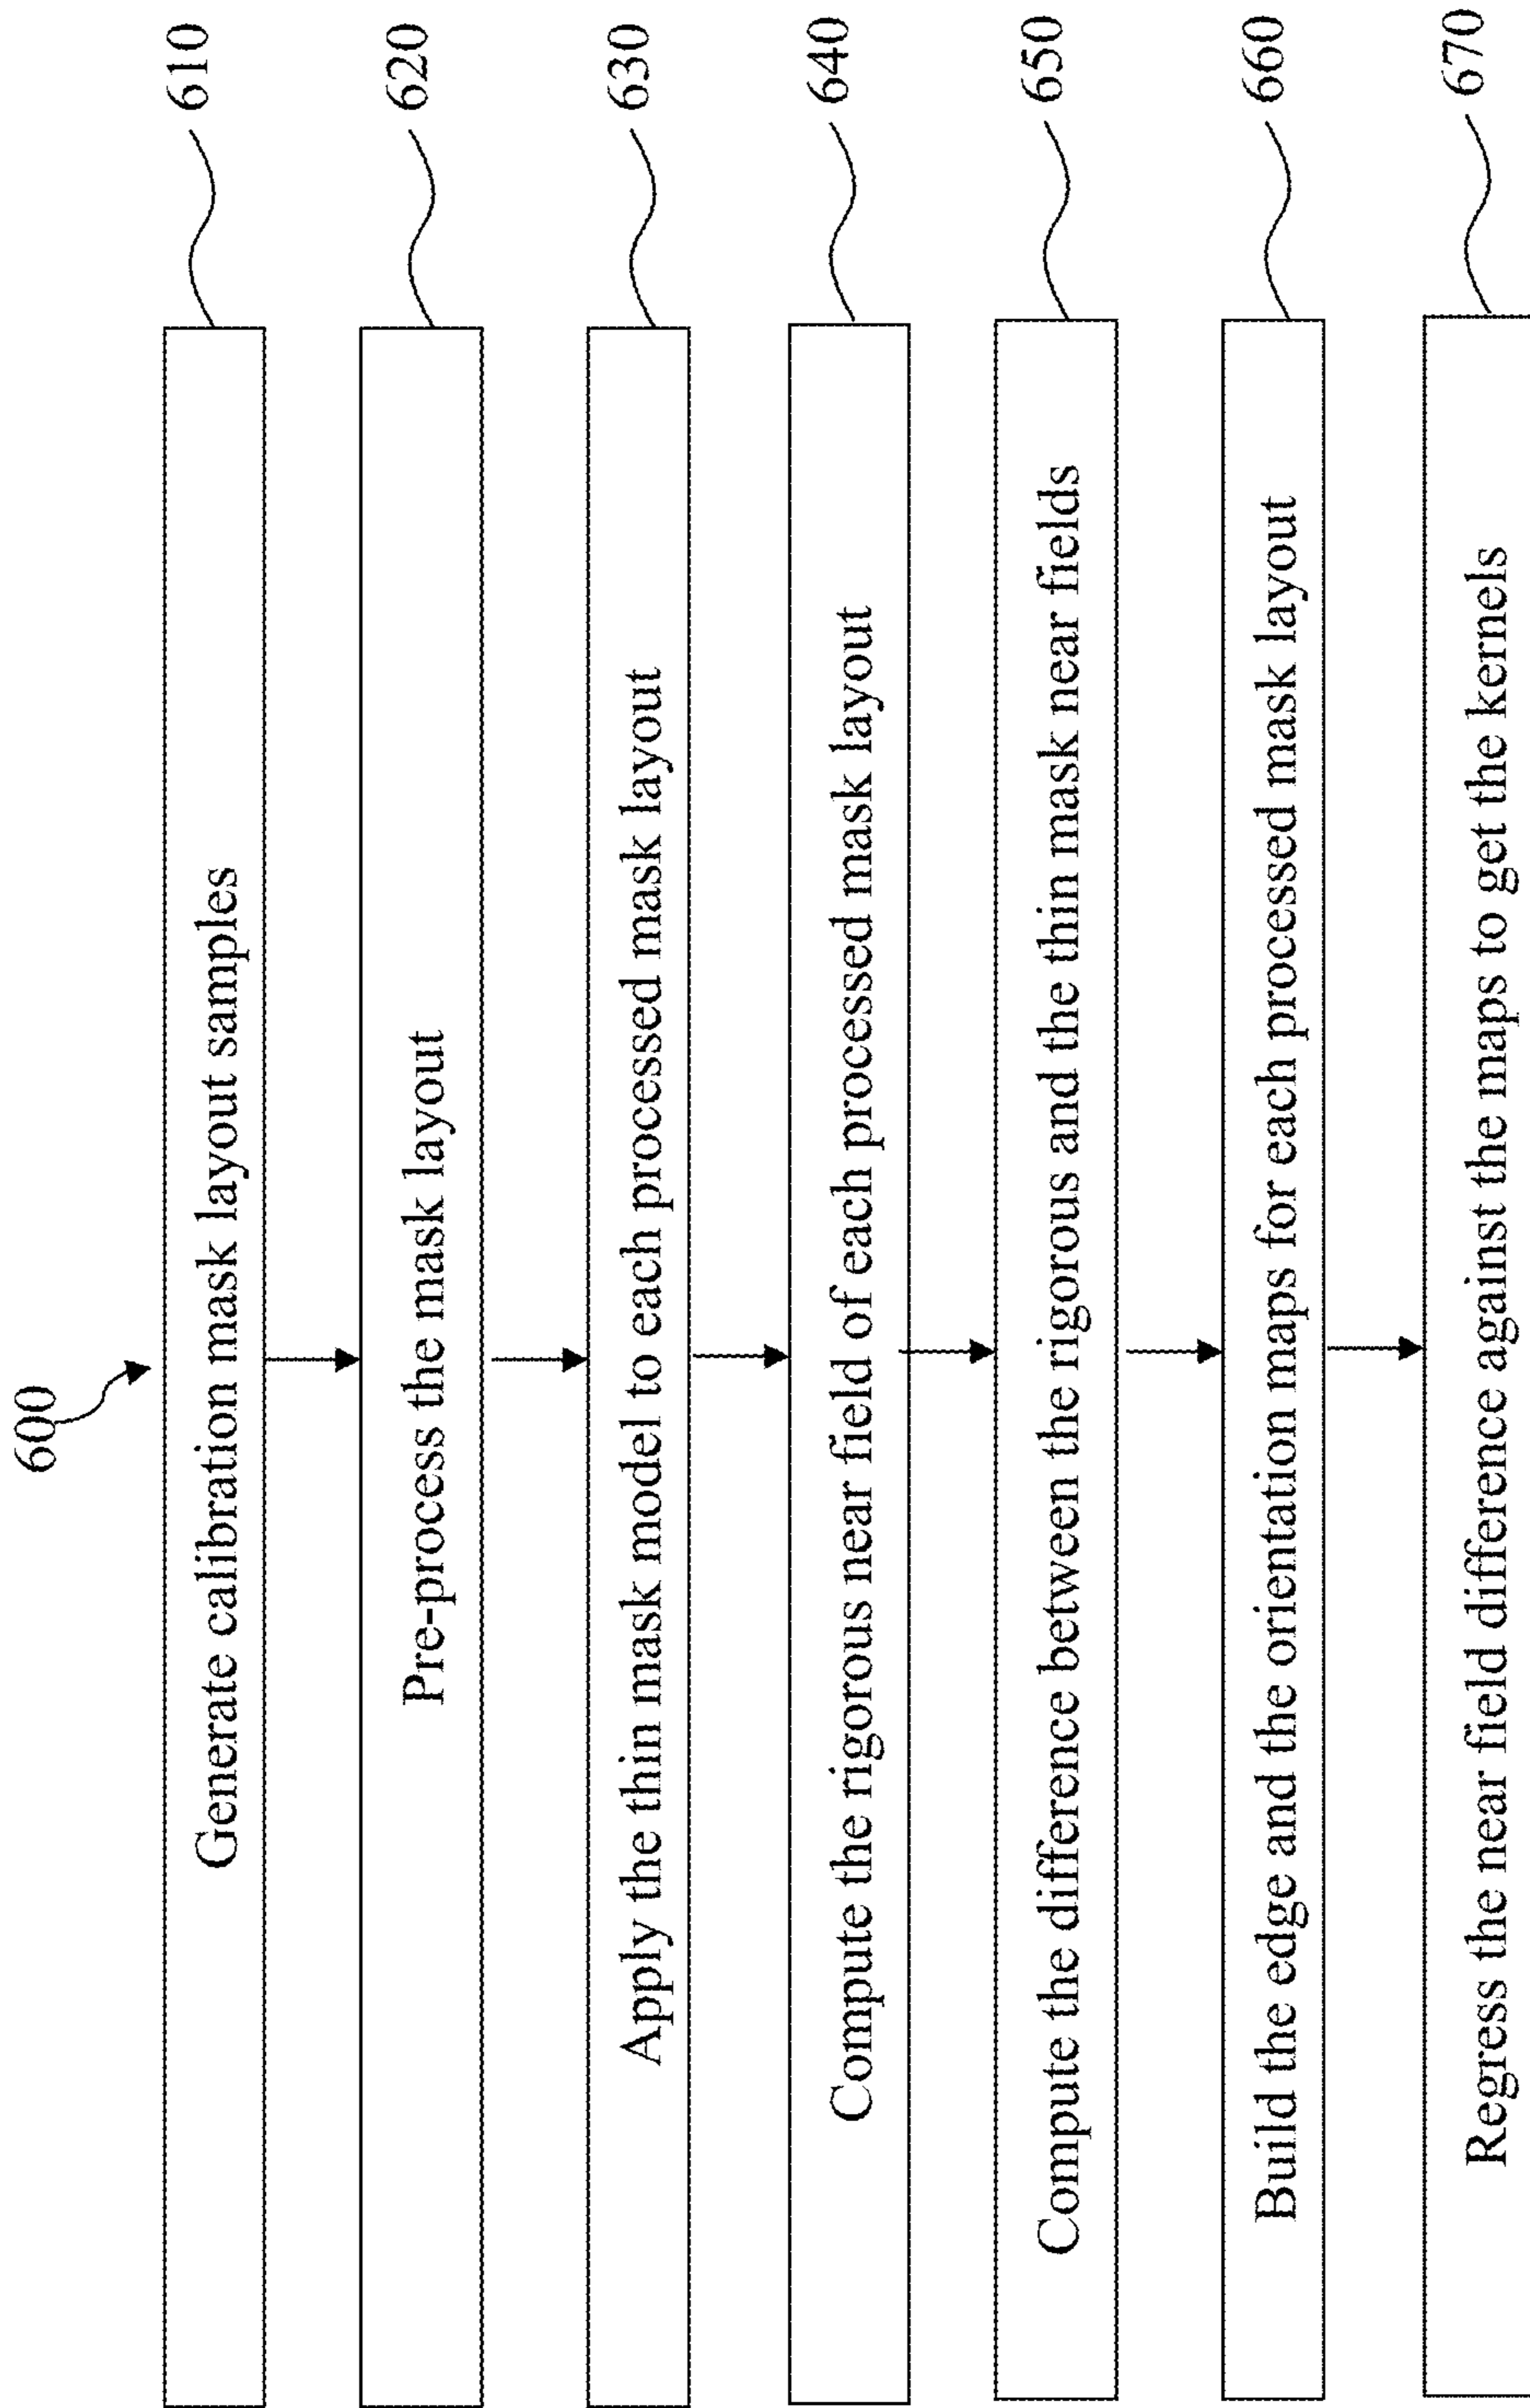 600
Generate calibration mask layout samples
610
Pre-process the mask layout
620
Apply the thin mask model to each processed mask layout
630
Compute the rigorous near field of each processed mask layout
640
Compute the difference between the rigorous and the thin mask near fields
650
Build the edge and the orientation maps for each processed mask layout
660
Regress the near field difference against the maps to get the kernels
670